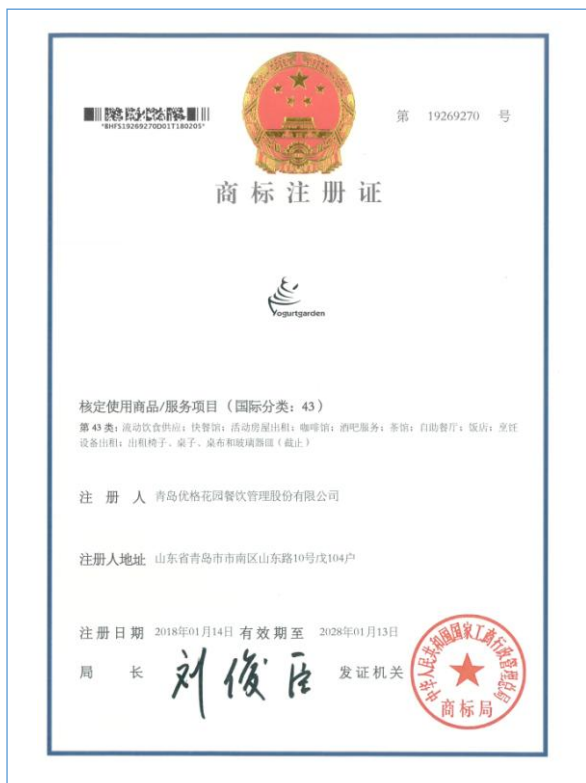 *BHFS19269270D01T180205*
第 19269270 号
商标注册证
Yogurtgarden
核定使用商品/服务项目(国际分类:43)
第 43 类:流动饮食供应;快餐馆;活动房屋出租;咖啡馆;酒吧服务;茶馆;自助餐厅;饭店;烹饪
设备出租;出租椅子、桌子、桌布和玻璃器皿(截止)
注 册 人 青岛优格花园餐饮管理股份有限公司
注册人地址 山东省青岛市市南区山东路10号戊104户
注册日期 2018年01月14日 有效期至 2028年01月13日
局 长 刘俊臣 发证机关
中华人民共和国国家工商行政管理总局
商标局